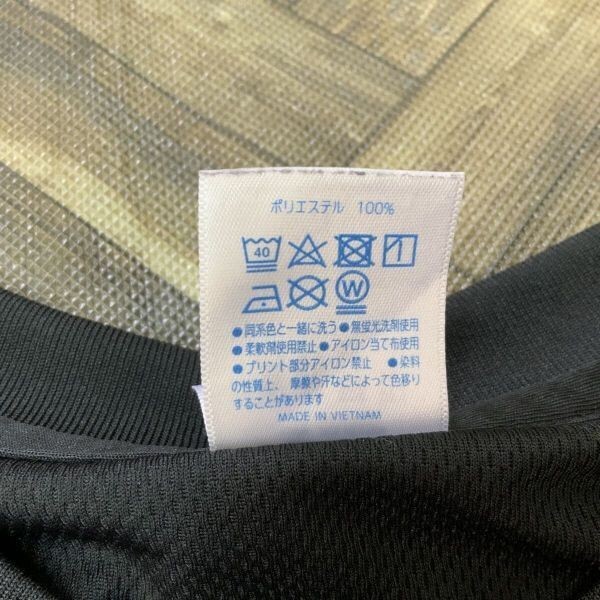 ポリエステル 100%
40
W
●同系色と一緒に洗う●無蛍光洗剤使用
●柔軟剤使用禁止 ●アイロン当て布使用
●プリント部分アイロン禁止 ●染料
の性質上、摩擦や汗などによって色移り
することがあります
MADE IN VIETNAM